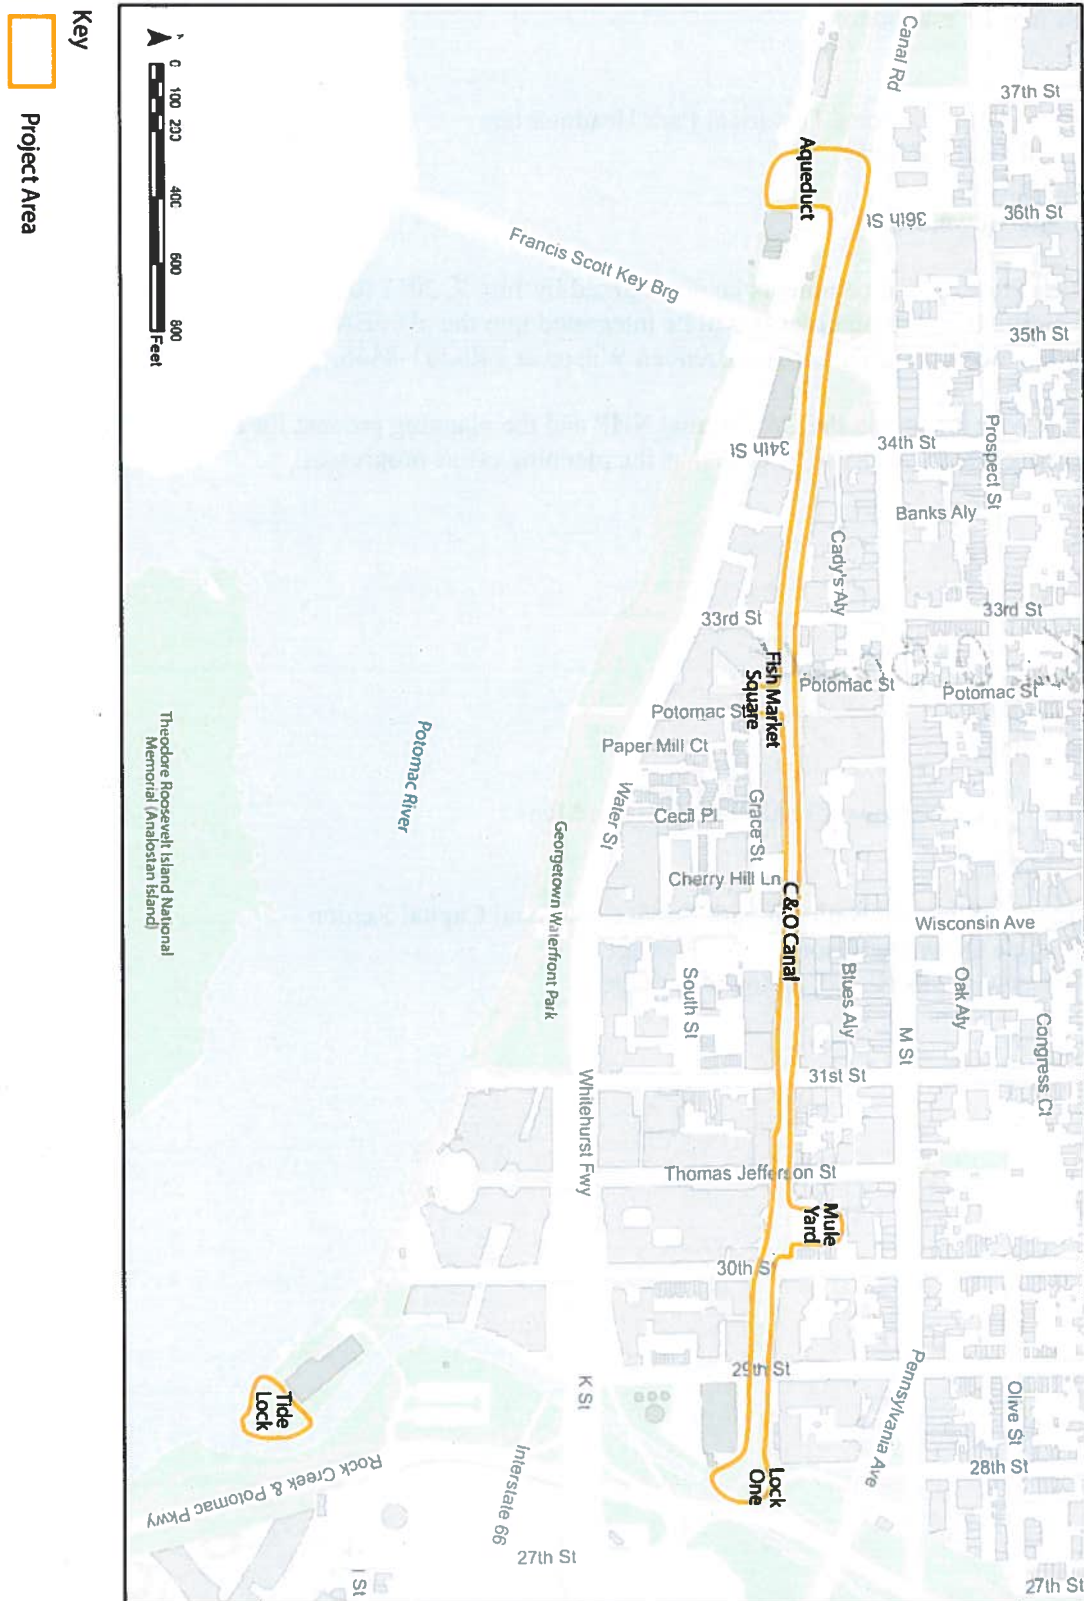 Key
Project Area
0
100
200
400
600
800
Feet
Canal Rd
37th St
36th St
36th St
35th St
Aqueduct
Francis Scott Key Brg
34th St
34th St
Prospect St
Banks Aly
Cady's Aly
33rd St
33rd St
Fish Market
Square
Potomac St
Potomac St
Potomac St
Paper Mill Ct
Water St
Cecil Pl
Grace St
Cherry Hill Ln
C&O Canal
Wisconsin Ave
Potomac River
Georgetown Waterfront Park
Theodore Roosevelt Island National
Memorial (Analostan Island)
South St
Blues Aly
Oak Aly
M St
Congress Ct
31st St
Whitehurst Fwy
Thomas Jefferson St
Mule
Yard
30th St
29th St
Pennsylvania Ave
Olive St
28th St
K St
Tide
Lock
Lock
One
Rock Creek & Potomac Pkwy
Interstate 66
27th St
27th St
I St